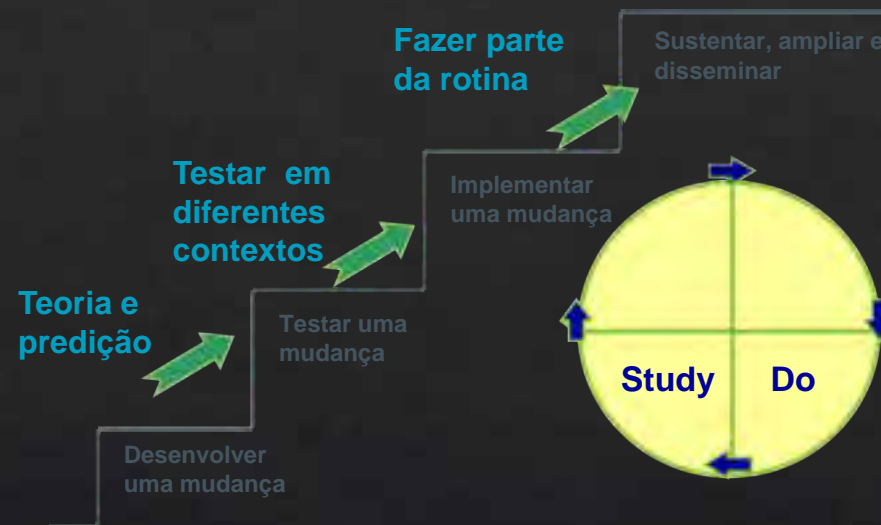 Fazer parte
da rotina
Sustentar, ampliar e
disseminar
Testar em
diferentes
contextos
Implementar
uma mudança
Teoria e
predição
Testar uma
mudança
Study
Do
Desenvolver
uma mudança